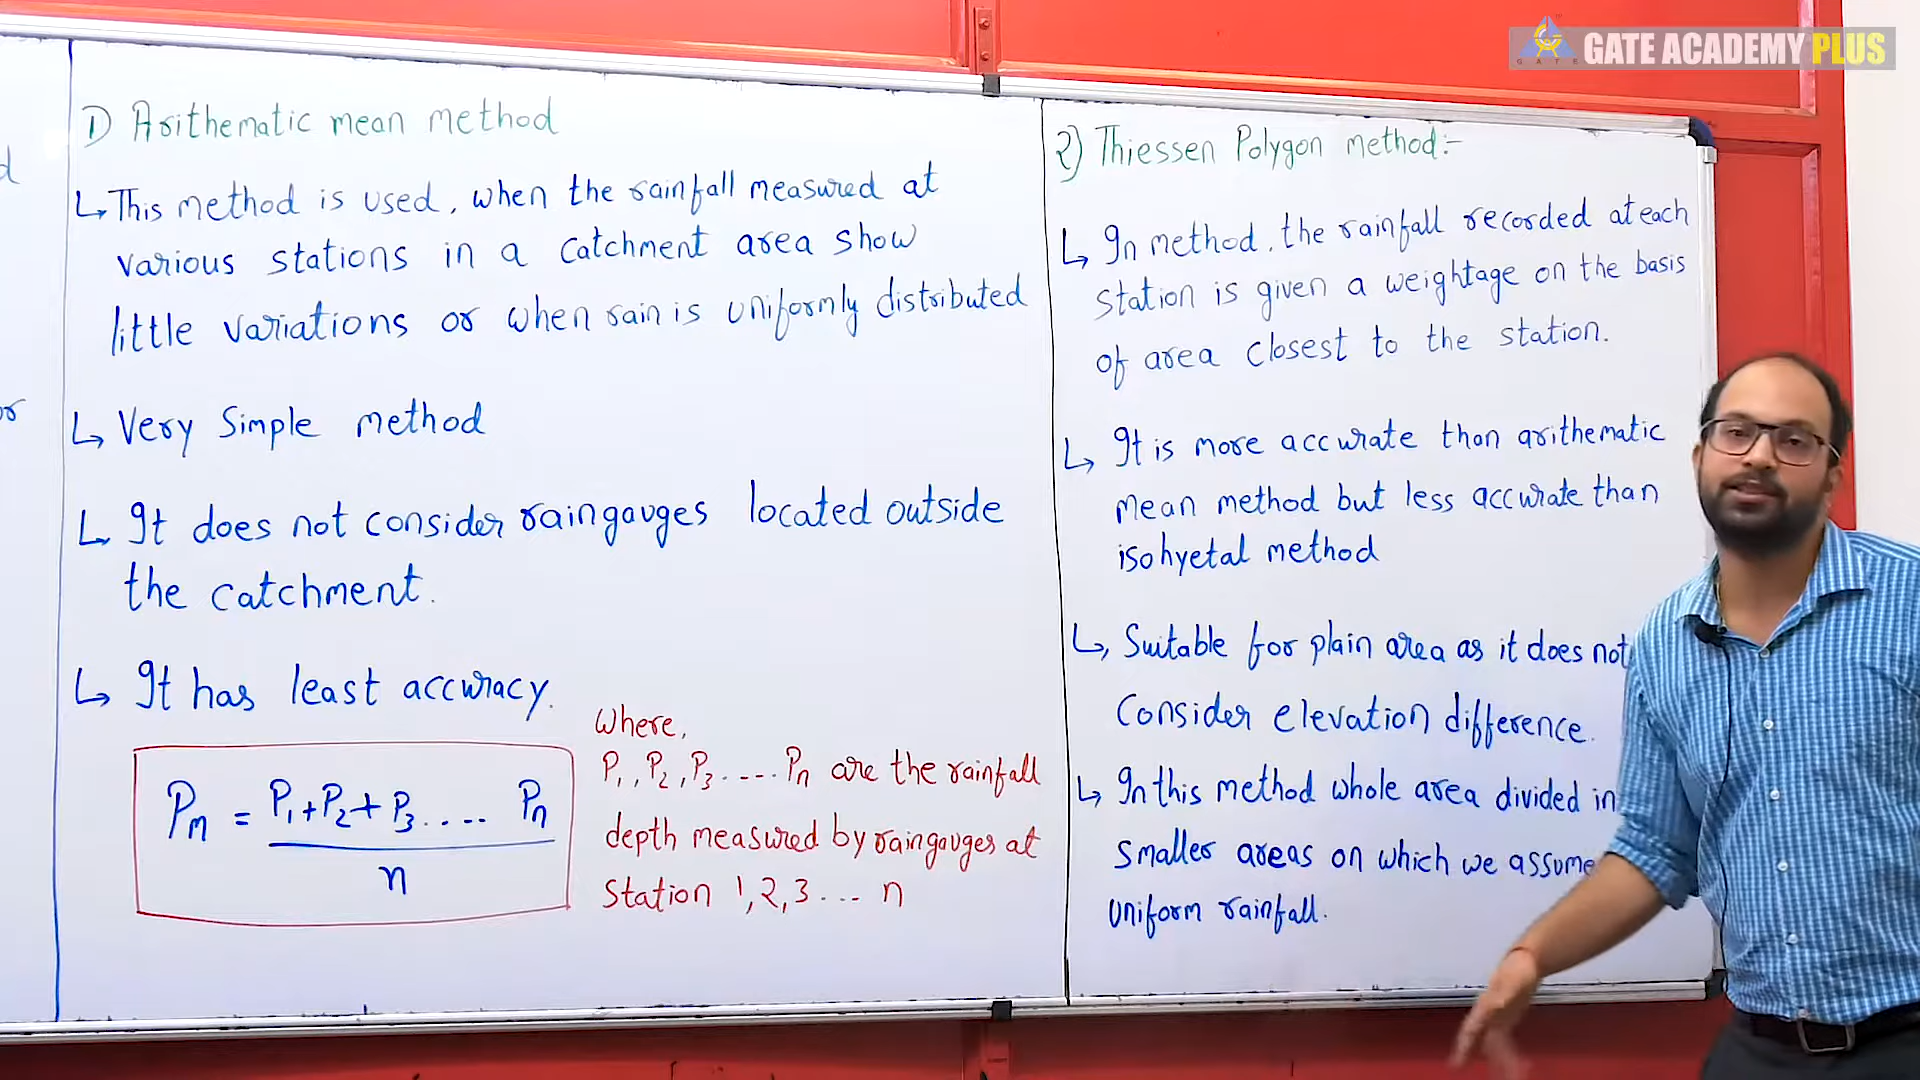 GATE ACADEMY PLUS
GATE
d
or
1) Arithematic mean method
↳ This method is used, when the rainfall measured at
various stations in a catchment area show
little variations or when rain is uniformly distributed
↳ Very Simple method
↳ It does not consider raingauges located outside
the catchment.
↳ It has least accuracy.
Pm = P1+P2+P3..... Pn
n
Where,
P1, P2, P3..... Pn are the rainfall
depth measured by raingauges at
Station 1,2,3... n
2) Thiessen Polygon method:-
↳ In method, the rainfall recorded at each
station is given a weightage on the basis
of area closest to the station.
↳ It is more accurate than arithematic
mean method but less accurate than
isohyetal method
↳ Suitable for plain area as it does not
Consider elevation difference.
↳ In this method whole area divided in
Smaller areas on which we assume
Uniform rainfall.